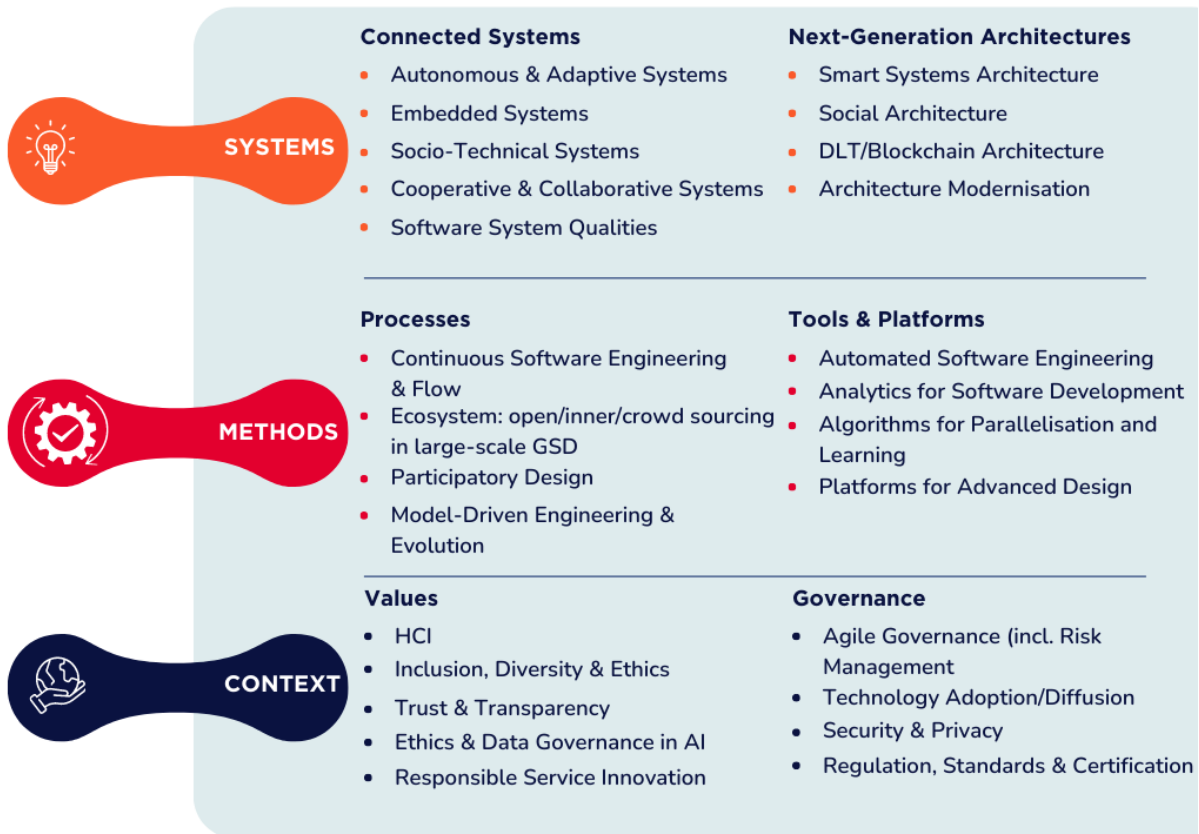 SYSTEMS
Connected Systems
• Autonomous & Adaptive Systems
• Embedded Systems
• Socio-Technical Systems
• Cooperative & Collaborative Systems
• Software System Qualities
Next-Generation Architectures
• Smart Systems Architecture
• Social Architecture
• DLT/Blockchain Architecture
• Architecture Modernisation
METHODS
Processes
• Continuous Software Engineering
& Flow
• Ecosystem: open/inner/crowd sourcing
in large-scale GSD
• Participatory Design
• Model-Driven Engineering &
Evolution
Tools & Platforms
• Automated Software Engineering
• Analytics for Software Development
• Algorithms for Parallelisation and
Learning
• Platforms for Advanced Design
CONTEXT
Values
• HCI
• Inclusion, Diversity & Ethics
• Trust & Transparency
• Ethics & Data Governance in AI
• Responsible Service Innovation
Governance
• Agile Governance (incl. Risk
Management
• Technology Adoption/Diffusion
• Security & Privacy
• Regulation, Standards & Certification